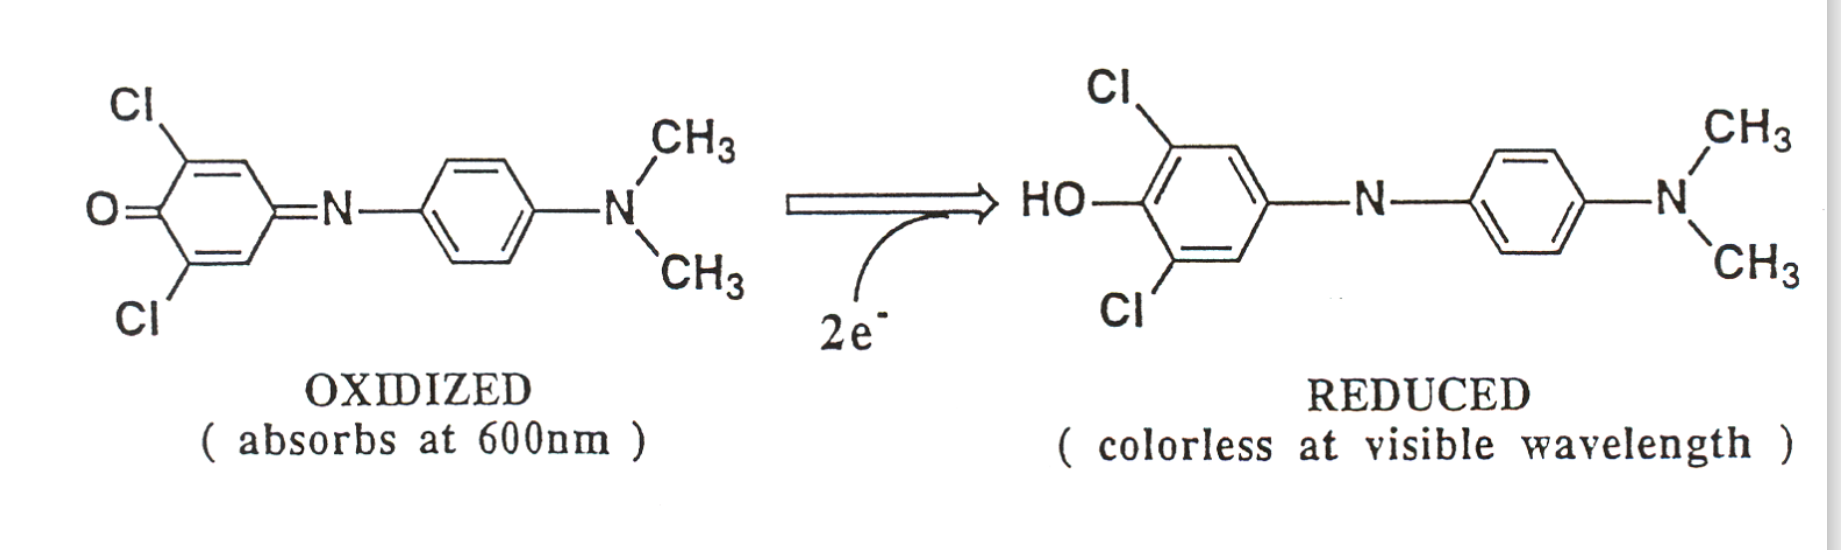 Cl
CH3
O
N
N
CH3
Cl
2e-
Cl
CH3
HO
N
N
CH3
Cl
OXIDIZED
( absorbs at 600nm )
REDUCED
( colorless at visible wavelength )